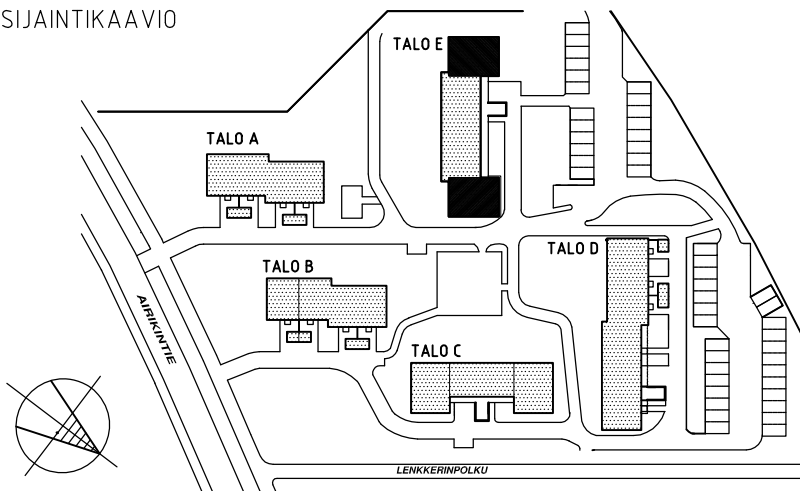 SIJAINTIKAAVIO
TALO E
TALO A
TALO D
TALO B
AIRIKINTIE
TALO C
LENKKERINPOLKU